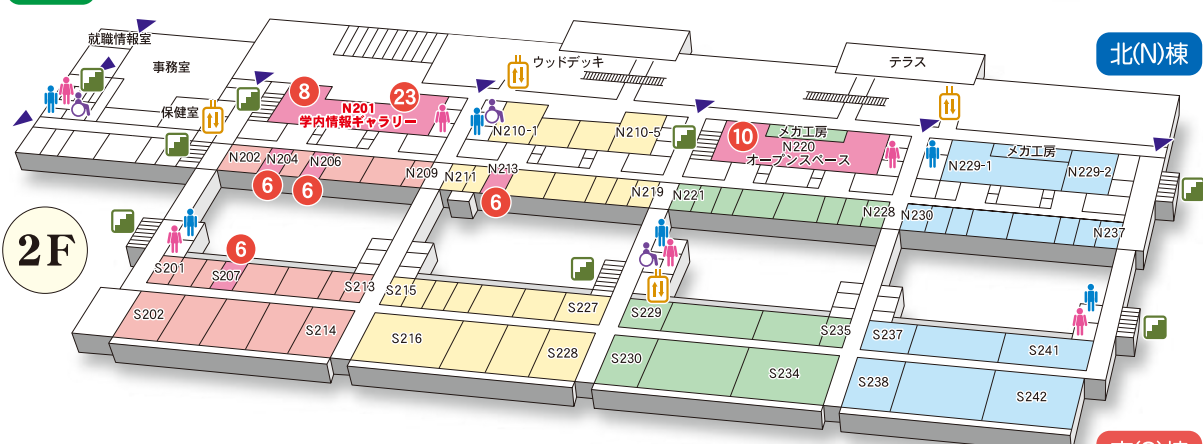 就職情報室
事務室
保健室
ウッドデッキ
テラス
北(N)棟
8
23
N201
学内情報ギャラリー
N210-1
N210-5
10
メガ工房
N220
オープンスペース
メガ工房
N229-1
N229-2
N202
N204
N206
N209
N211
N213
N219
N221
N228
N230
N237
6
6
6
2F
6
S201
S207
S213
S215
S227
S229
S235
S237
S241
S202
S214
S216
S228
S230
S234
S238
S242